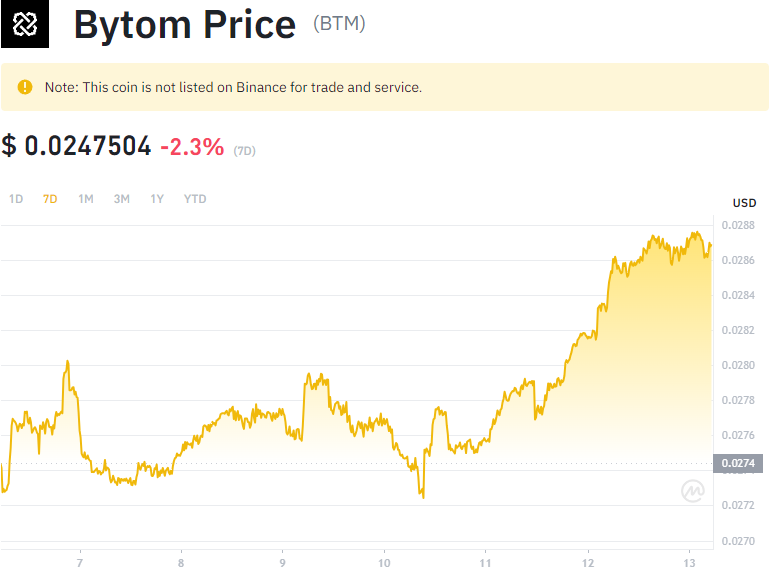 Bytom Price (BTM)
Note: This coin is not listed on Binance for trade and service.
$ 0.0247504 -2.3% (7D)
1D 7D 1M 3M 1Y YTD
USD
0.0288
0.0286
0.0284
0.0282
0.0280
0.0278
0.0276
0.0274
0.0272
0.0270
7 8 9 10 11 12 13